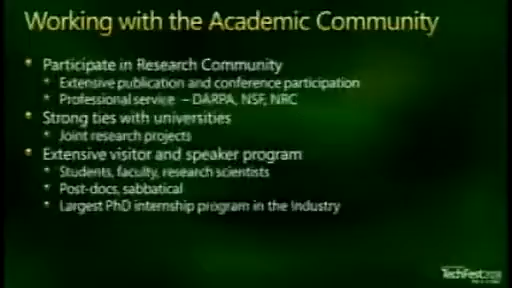 Working with the Academic Community
Participate in Research Community
Extensive publication and conference participation
Professional service – DARPA, NSF, NRC
Strong ties with universities
Joint research projects
Extensive visitor and speaker program
Students, faculty, research scientists
Post-docs, sabbatical
Largest PhD internship program in the Industry
TechFest